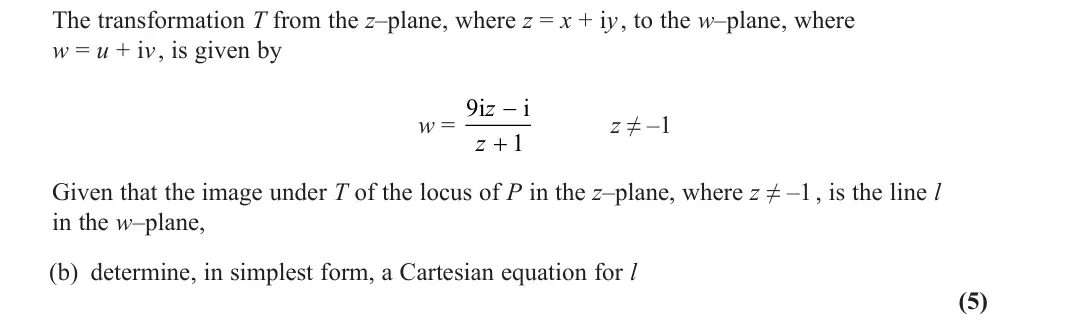 The transformation T from the z–plane, where z = x + iy, to the w–plane, where
w = u + iv, is given by
w = \frac{9iz − i}{z + 1} z ≠ −1
Given that the image under T of the locus of P in the z–plane, where z ≠ −1, is the line l
in the w–plane,
(b) determine, in simplest form, a Cartesian equation for l
(5)